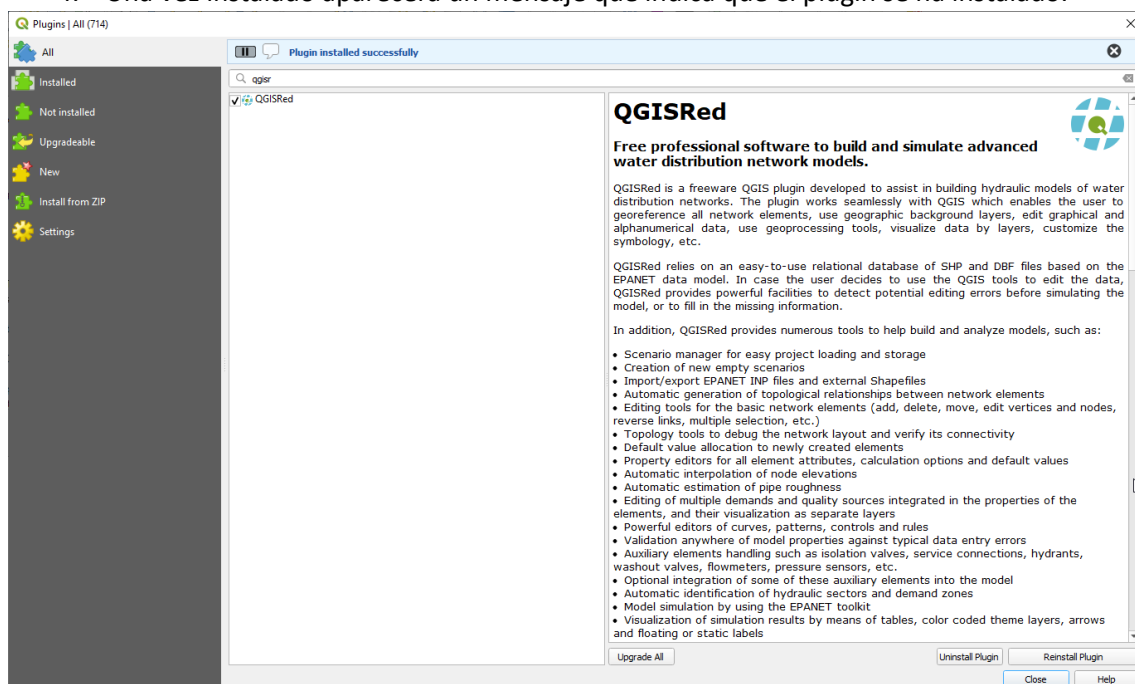 4. Una vez instalado aparecerá un mensaje que indica que el plugin se ha instalado.
Plugins | All (714)
All
Installed
Not installed
Upgradeable
New
Install from ZIP
Settings
Plugin installed successfully
qgisr
QGISRed
QGISRed
Free professional software to build and simulate advanced
water distribution network models.
QGISRed is a freeware QGIS plugin developed to assist in building hydraulic models of water
distribution networks. The plugin works seamlessly with QGIS which enables the user to
georeference all network elements, use geographic background layers, edit graphical and
alphanumerical data, use geoprocessing tools, visualize data by layers, customize the
symbology, etc.
QGISRed relies on an easy-to-use relational database of SHP and DBF files based on the
EPANET data model. In case the user decides to use the QGIS tools to edit the data,
QGISRed provides powerful facilities to detect potential editing errors before simulating the
model, or to fill in the missing information.
In addition, QGISRed provides numerous tools to help build and analyze models, such as:
• Scenario manager for easy project loading and storage
• Creation of new empty scenarios
• Import/export EPANET INP files and external Shapefiles
• Automatic generation of topological relationships between network elements
• Editing tools for the basic network elements (add, delete, move, edit vertices and nodes,
reverse links, multiple selection, etc.)
• Topology tools to debug the network layout and verify its connectivity
• Default value allocation to newly created elements
• Property editors for all element attributes, calculation options and default values
• Automatic interpolation of node elevations
• Automatic estimation of pipe roughness
• Editing of multiple demands and quality sources integrated in the properties of the
elements, and their visualization as separate layers
• Powerful editors of curves, patterns, controls and rules
• Validation anywhere of model properties against typical data entry errors
• Auxiliary elements handling such as isolation valves, service connections, hydrants,
washout valves, flowmeters, pressure sensors, etc.
• Optional integration of some of these auxiliary elements into the model
• Automatic identification of hydraulic sectors and demand zones
• Model simulation by using the EPANET toolkit
• Visualization of simulation results by means of tables, color coded theme layers, arrows
and floating or static labels
Upgrade All
Uninstall Plugin
Reinstall Plugin
Close
Help